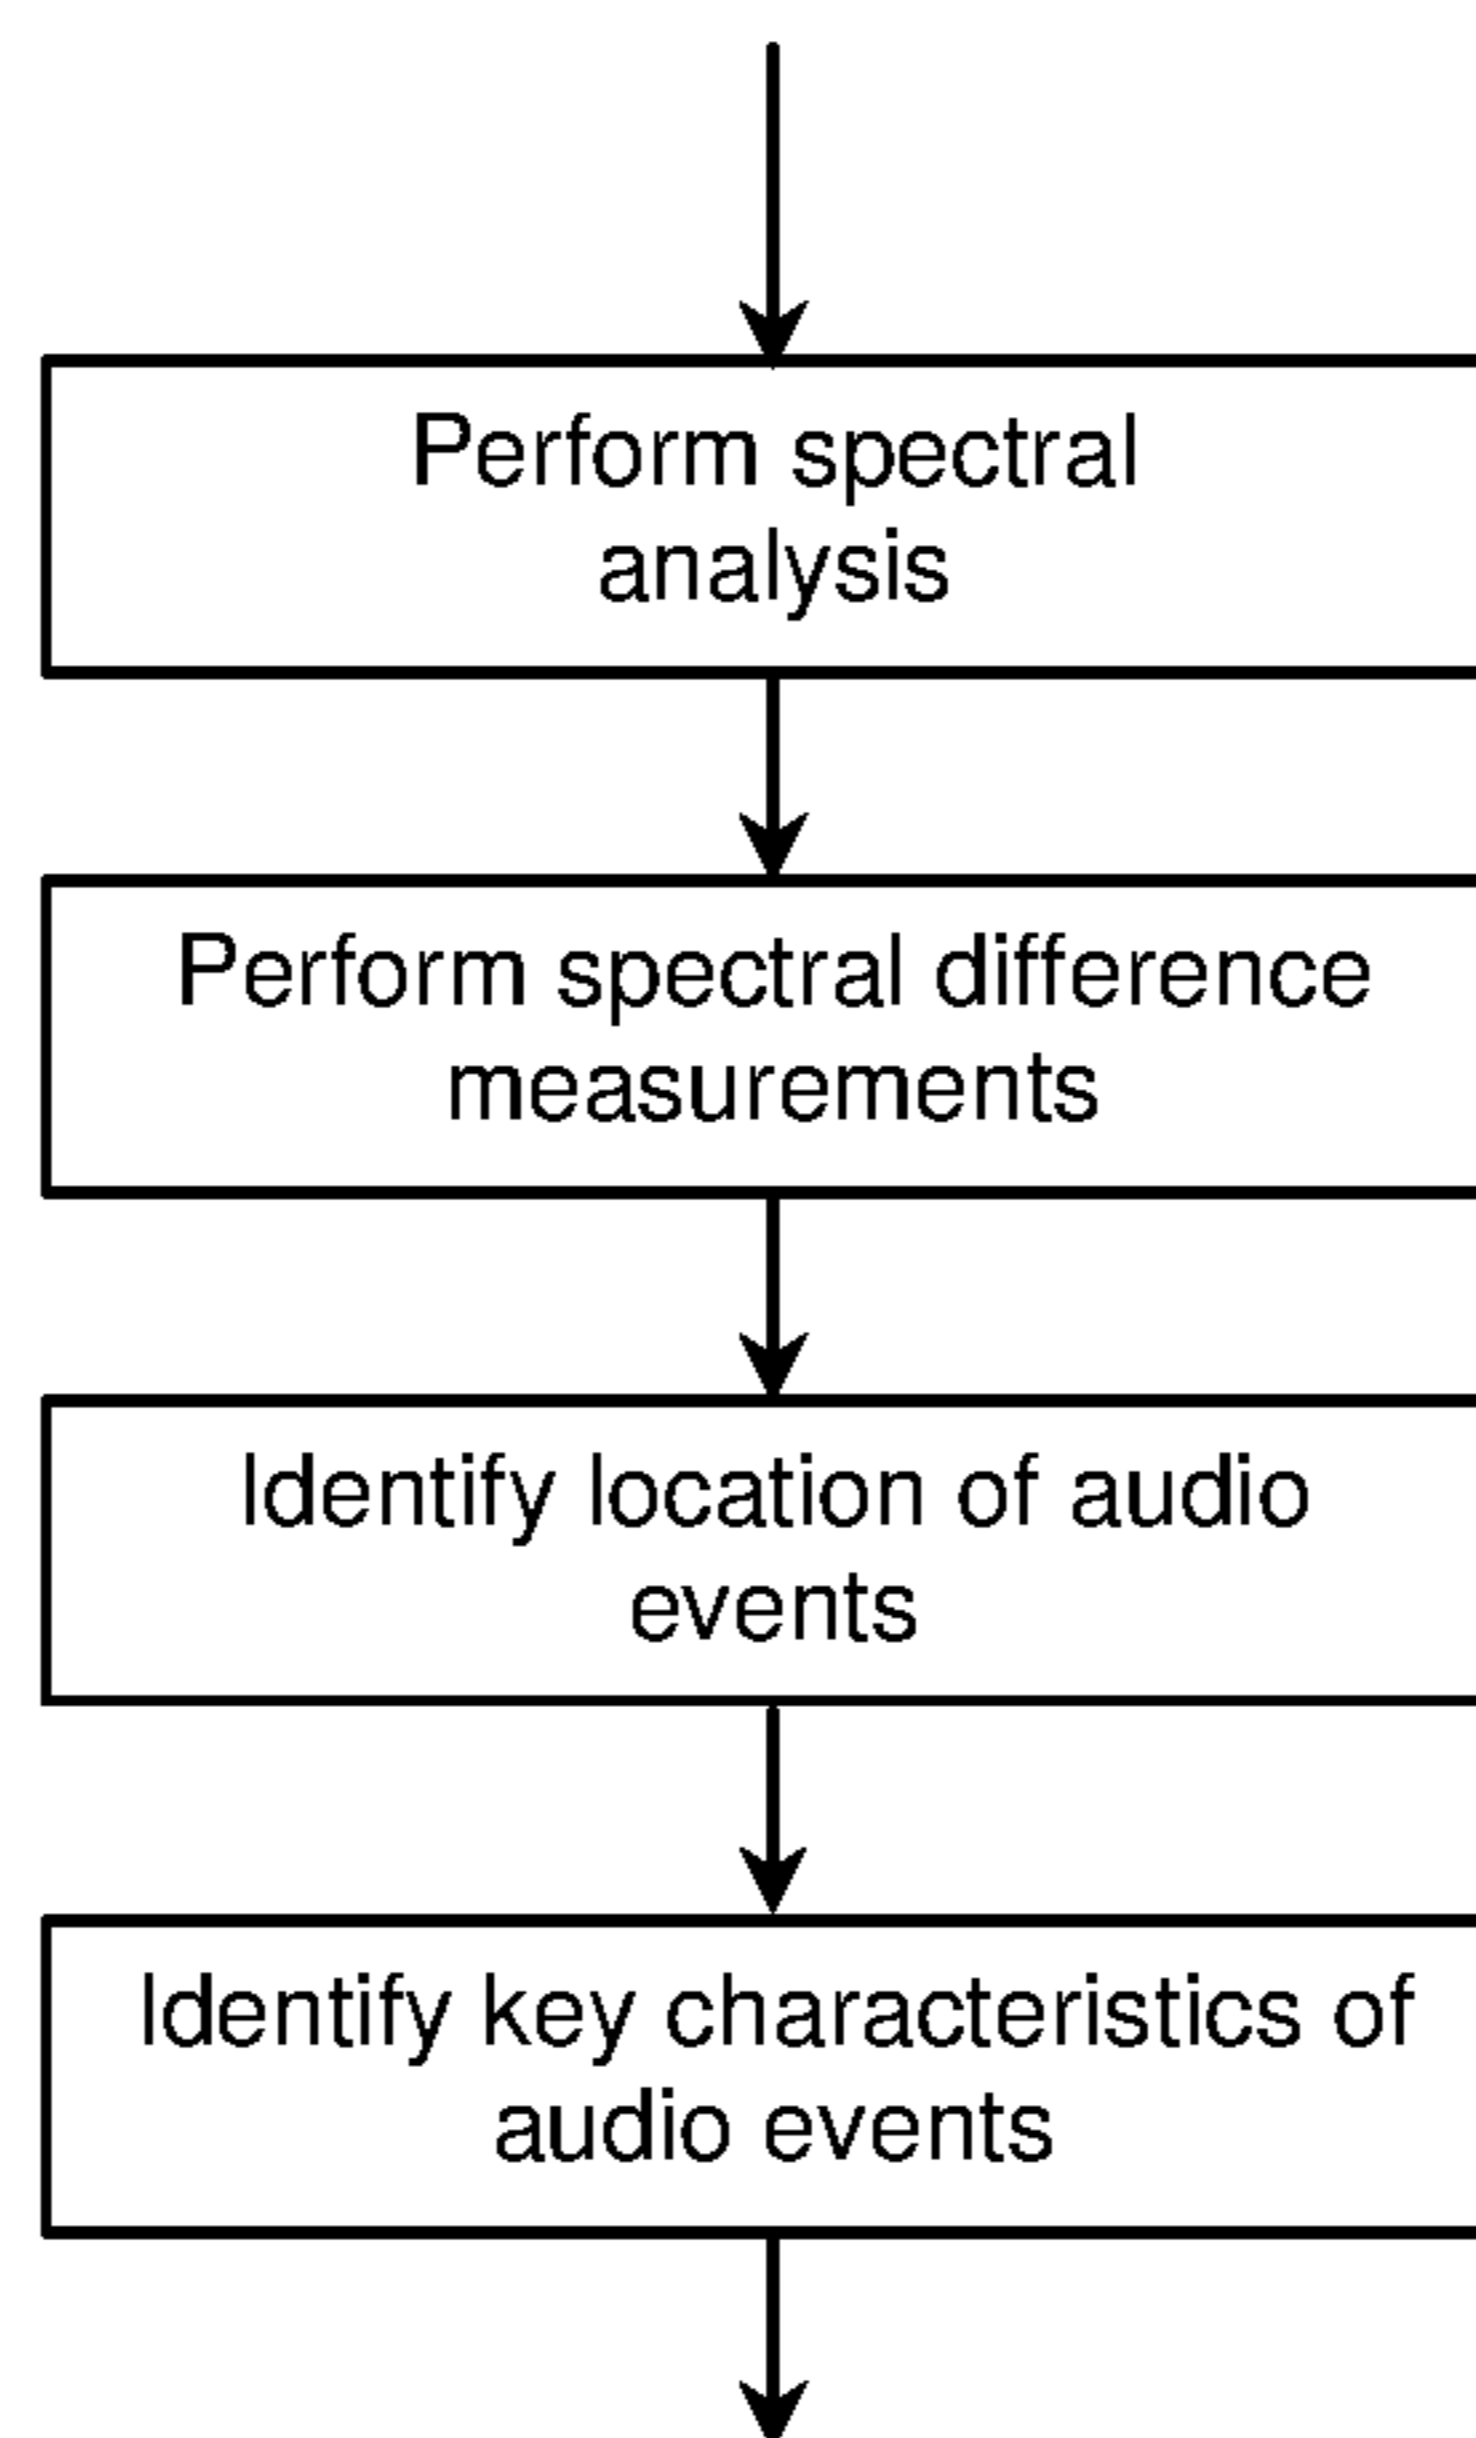 Perform spectral
analysis
Perform spectral difference
measurements
Identify location of audio
events
Identify key characteristics of
audio events